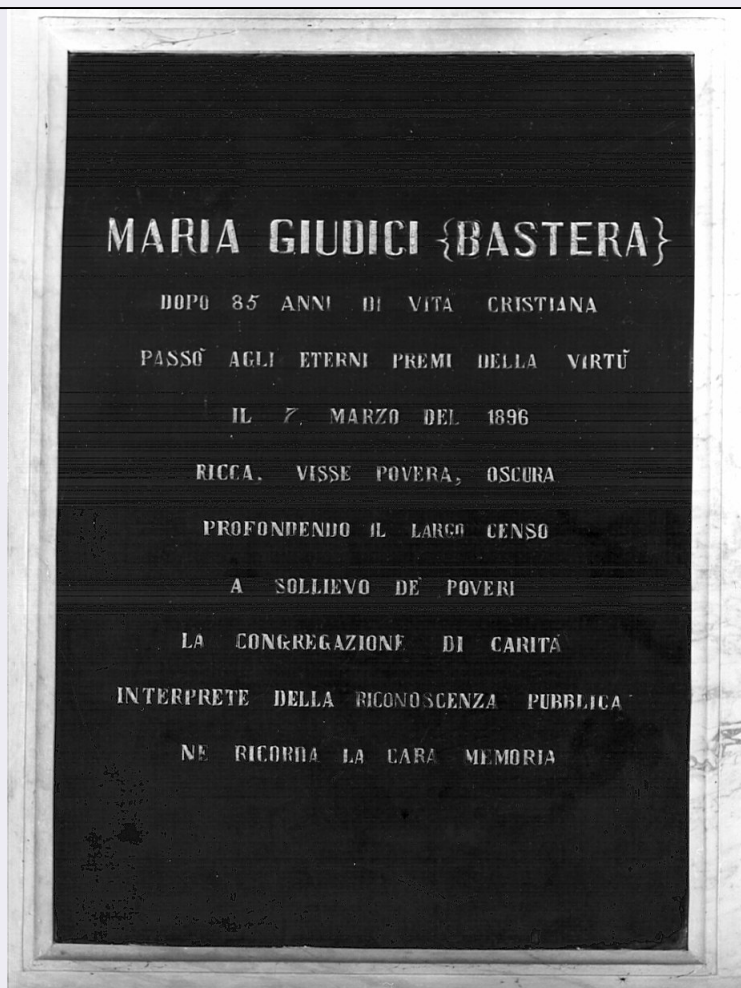 MARIA GIUDICI {BASTERA}
DOPO 85 ANNI DI VITA CRISTIANA
PASSÒ AGLI ETERNI PREMI DELLA VIRTÙ
IL 7 MARZO DEL 1896
RICCA, VISSE POVERA, OSCURA
PROFONDENDO IL LARGO CENSO
A SOLLIEVO DE' POVERI
LA CONGREGAZIONE DI CARITÀ
INTERPRETE DELLA RICONOSCENZA PUBBLICA
NE RICORDA LA CARA MEMORIA